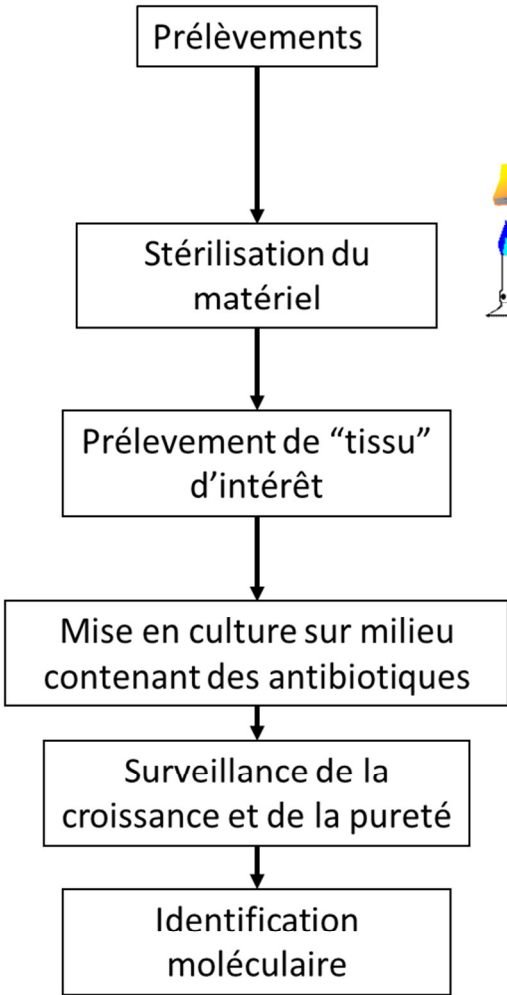 Prélèvements
Stérilisation du
matériel
Prélevement de “tissu”
d’intérêt
Mise en culture sur milieu
contenant des antibiotiques
Surveillance de la
croissance et de la pureté
Identification
moléculaire